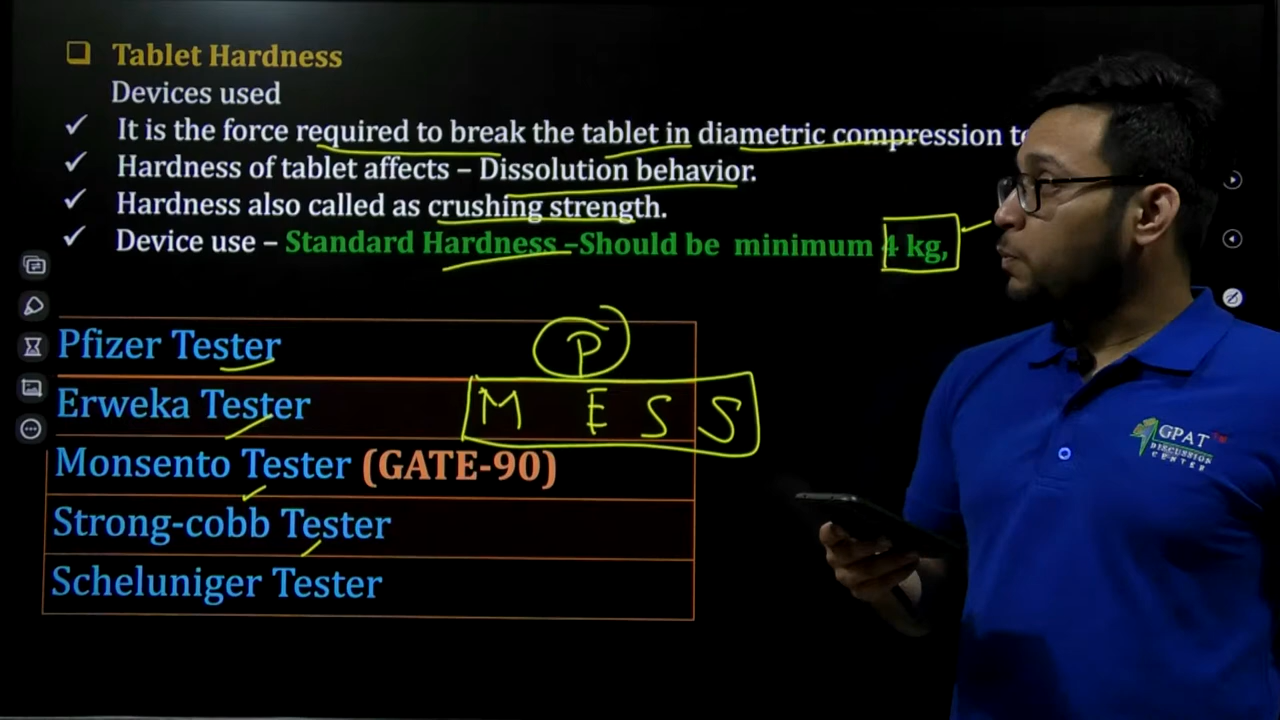 Tablet Hardness
Devices used
✓ It is the force required to break the tablet in diametric compression
✓ Hardness of tablet affects – Dissolution behavior.
✓ Hardness also called as crushing strength.
✓ Device use – Standard Hardness –Should be minimum 4 kg,
Pfizer Tester
P
Erweka Tester
M E S S
Monsento Tester (GATE-90)
Strong-cobb Tester
Scheluniger Tester
GPAT
DISCUSSION
CENTER